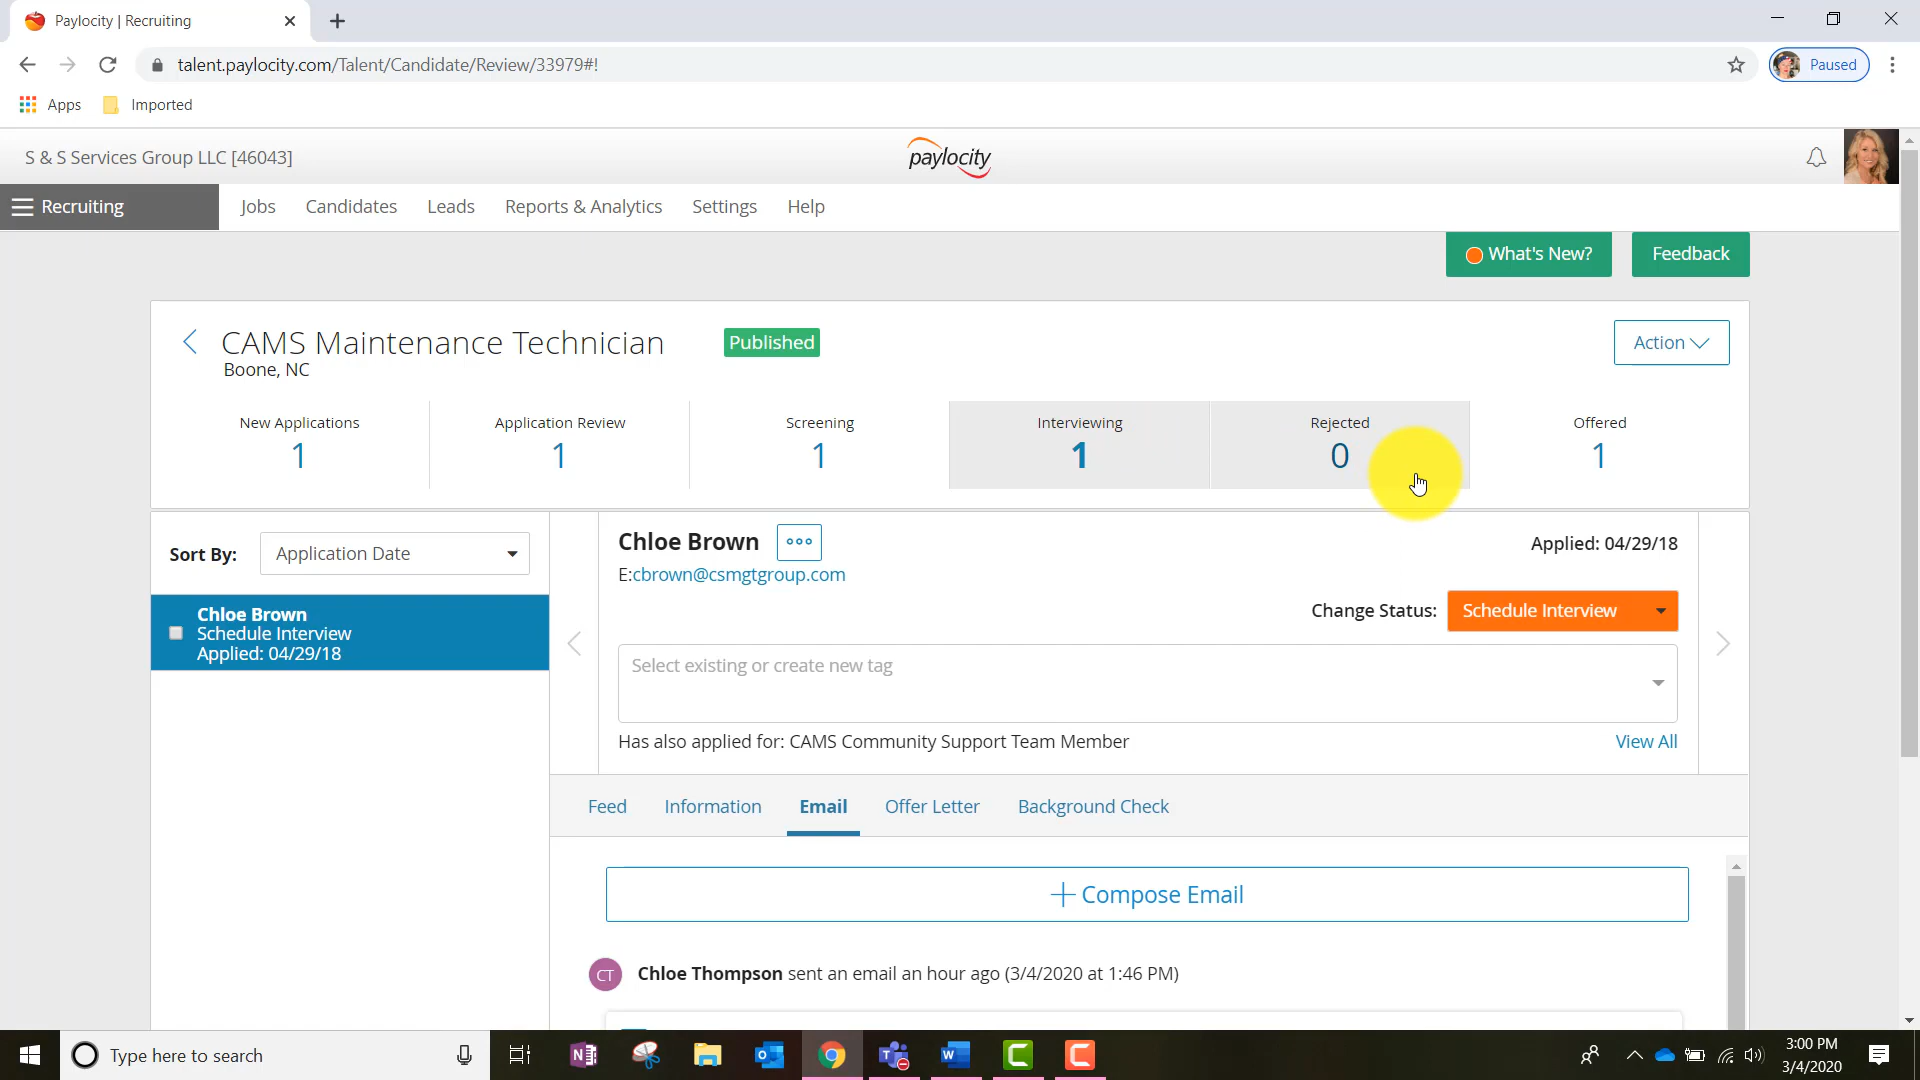 Paylocity | Recruiting
talent.paylocity.com/Talent/Candidate/Review/33979#!
Paused
Apps
Imported
S & S Services Group LLC [46043]
paylocity
Recruiting
Jobs
Candidates
Leads
Reports & Analytics
Settings
Help
What's New?
Feedback
CAMS Maintenance Technician
Published
Action
Boone, NC
New Applications
1
Application Review
1
Screening
1
Interviewing
1
Rejected
0
Offered
1
Sort By:
Application Date
Chloe Brown
Schedule Interview
Applied: 04/29/18
Chloe Brown
Applied: 04/29/18
E:cbrown@csmgtgroup.com
Change Status:
Schedule Interview
Select existing or create new tag
Has also applied for: CAMS Community Support Team Member
View All
Feed
Information
Email
Offer Letter
Background Check
Compose Email
CT
Chloe Thompson sent an email an hour ago (3/4/2020 at 1:46 PM)
Type here to search
3:00 PM
3/4/2020